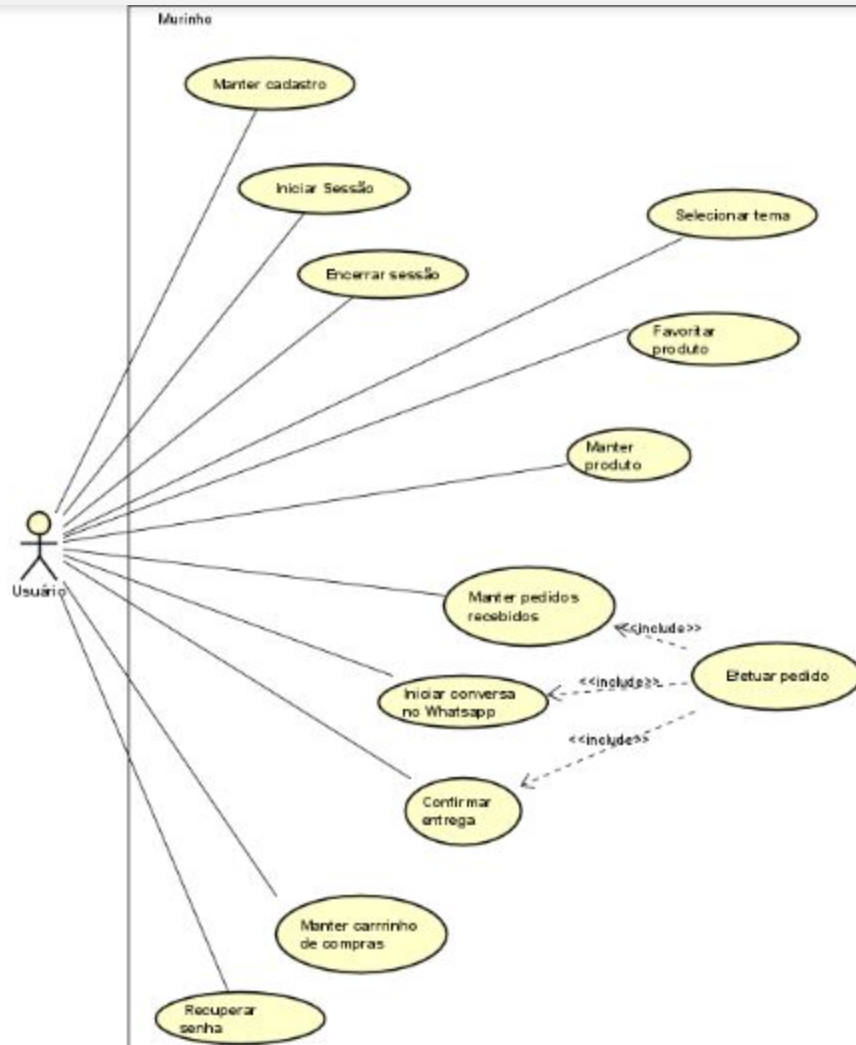 Murinho
Manter cadastro
Iniciar Sessão
Selecionar tema
Encerrar sessão
Favoritar
produto
Manter
produto
Usuário
Manter pedidos
recebidos
<<include>>
Efetuar pedido
<<include>>
Iniciar conversa
no Whatsapp
<<include>>
Confirmar
entrega
Manter carrrinho
de compras
Recuperar
senha